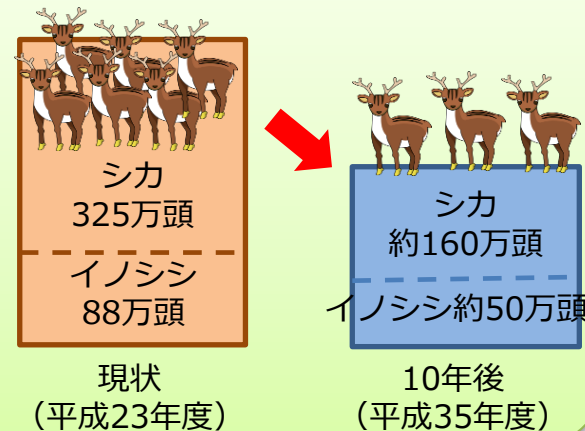 シカ
325万頭
イノシシ
88万頭
現状
（平成23年度）
シカ
約160万頭
イノシシ約50万頭
10年後
（平成35年度）